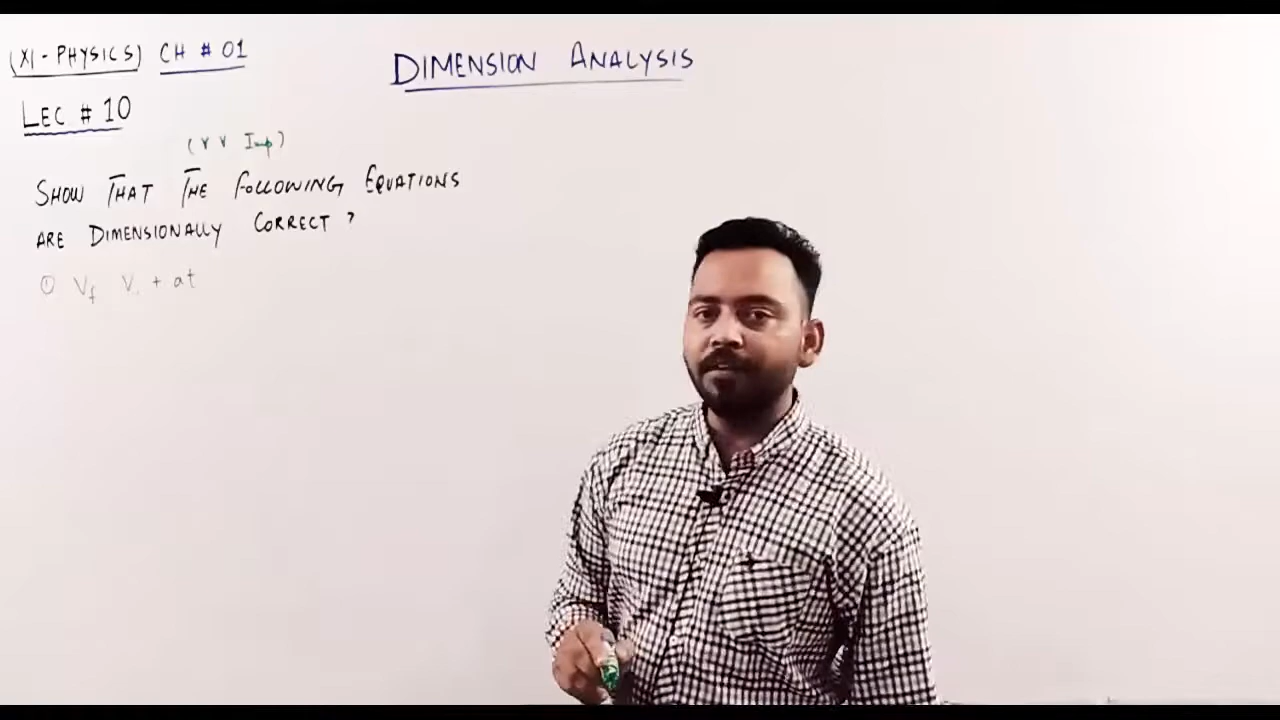 (XI - PHYSICS) CH # 01
DIMENSION ANALYSIS
LEC # 10
(V V Imp)
SHOW THAT THE FOLLOWING EQUATIONS
ARE DIMENSIONALLY CORRECT ?
① Vf Vi + at